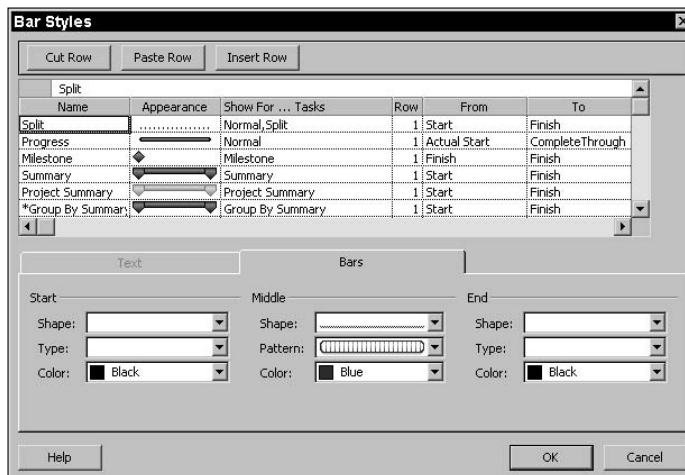 Bar Styles
Cut Row Paste Row Insert Row
Split
Name Appearance Show For ... Tasks Row From To
Split Normal,Split 1 Start Finish
Progress Normal 1 Actual Start CompleteThrough
Milestone Milestone 1 Finish Finish
Summary Summary 1 Start Finish
Project Summary Project Summary 1 Start Finish
*Group By Summary Group By Summary 1 Start Finish
Text Bars
Start Middle End
Shape: Shape: Shape:
Type: Pattern: Type:
Color: Black Color: Blue Color: Black
Help OK Cancel